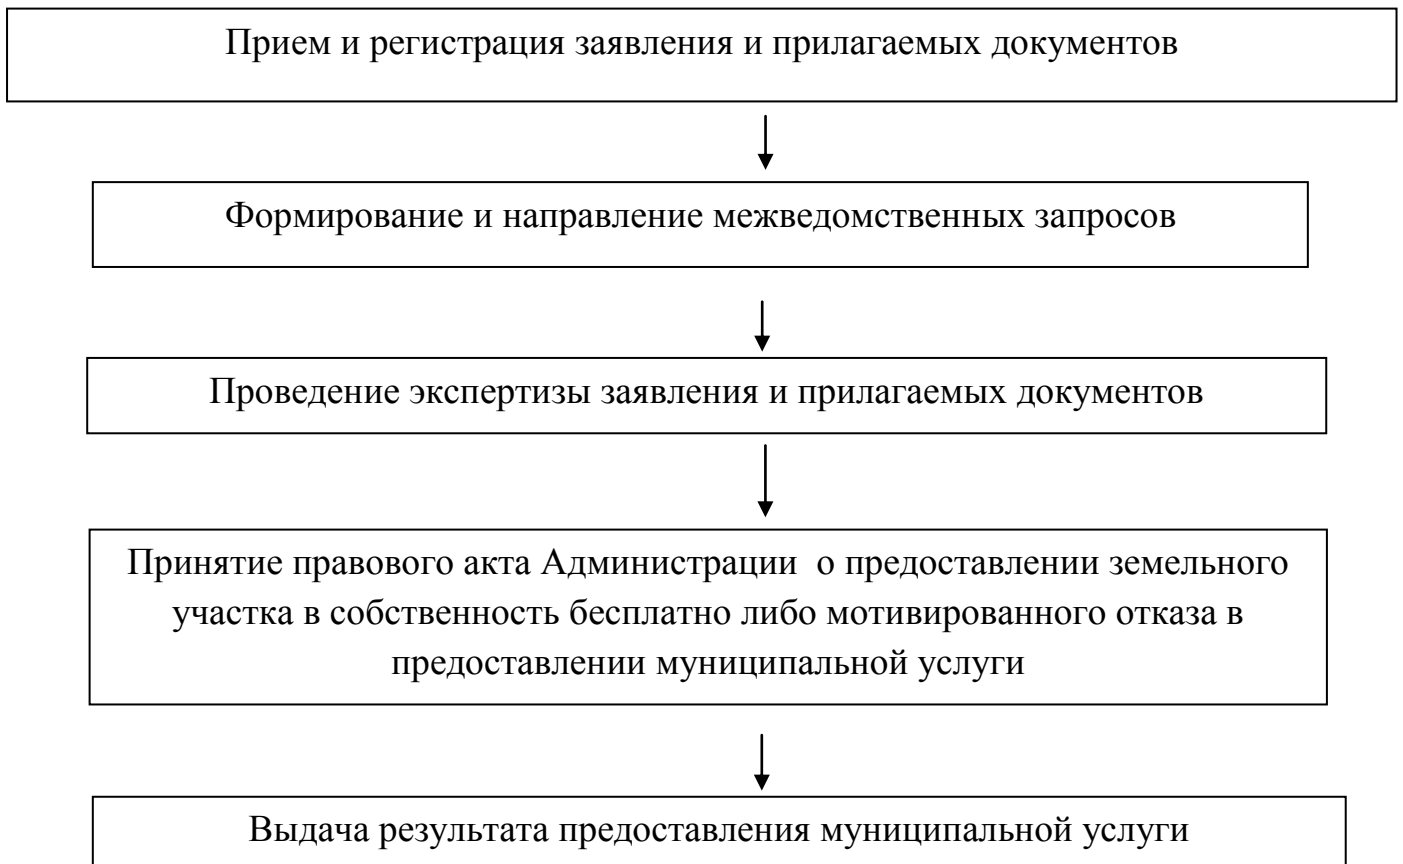 Прием и регистрация заявления и прилагаемых документов
Формирование и направление межведомственных запросов
Проведение экспертизы заявления и прилагаемых документов
Принятие правового акта Администрации  о предоставлении земельного
участка в собственность бесплатно либо мотивированного отказа в
предоставлении муниципальной услуги
Выдача результата предоставления муниципальной услуги